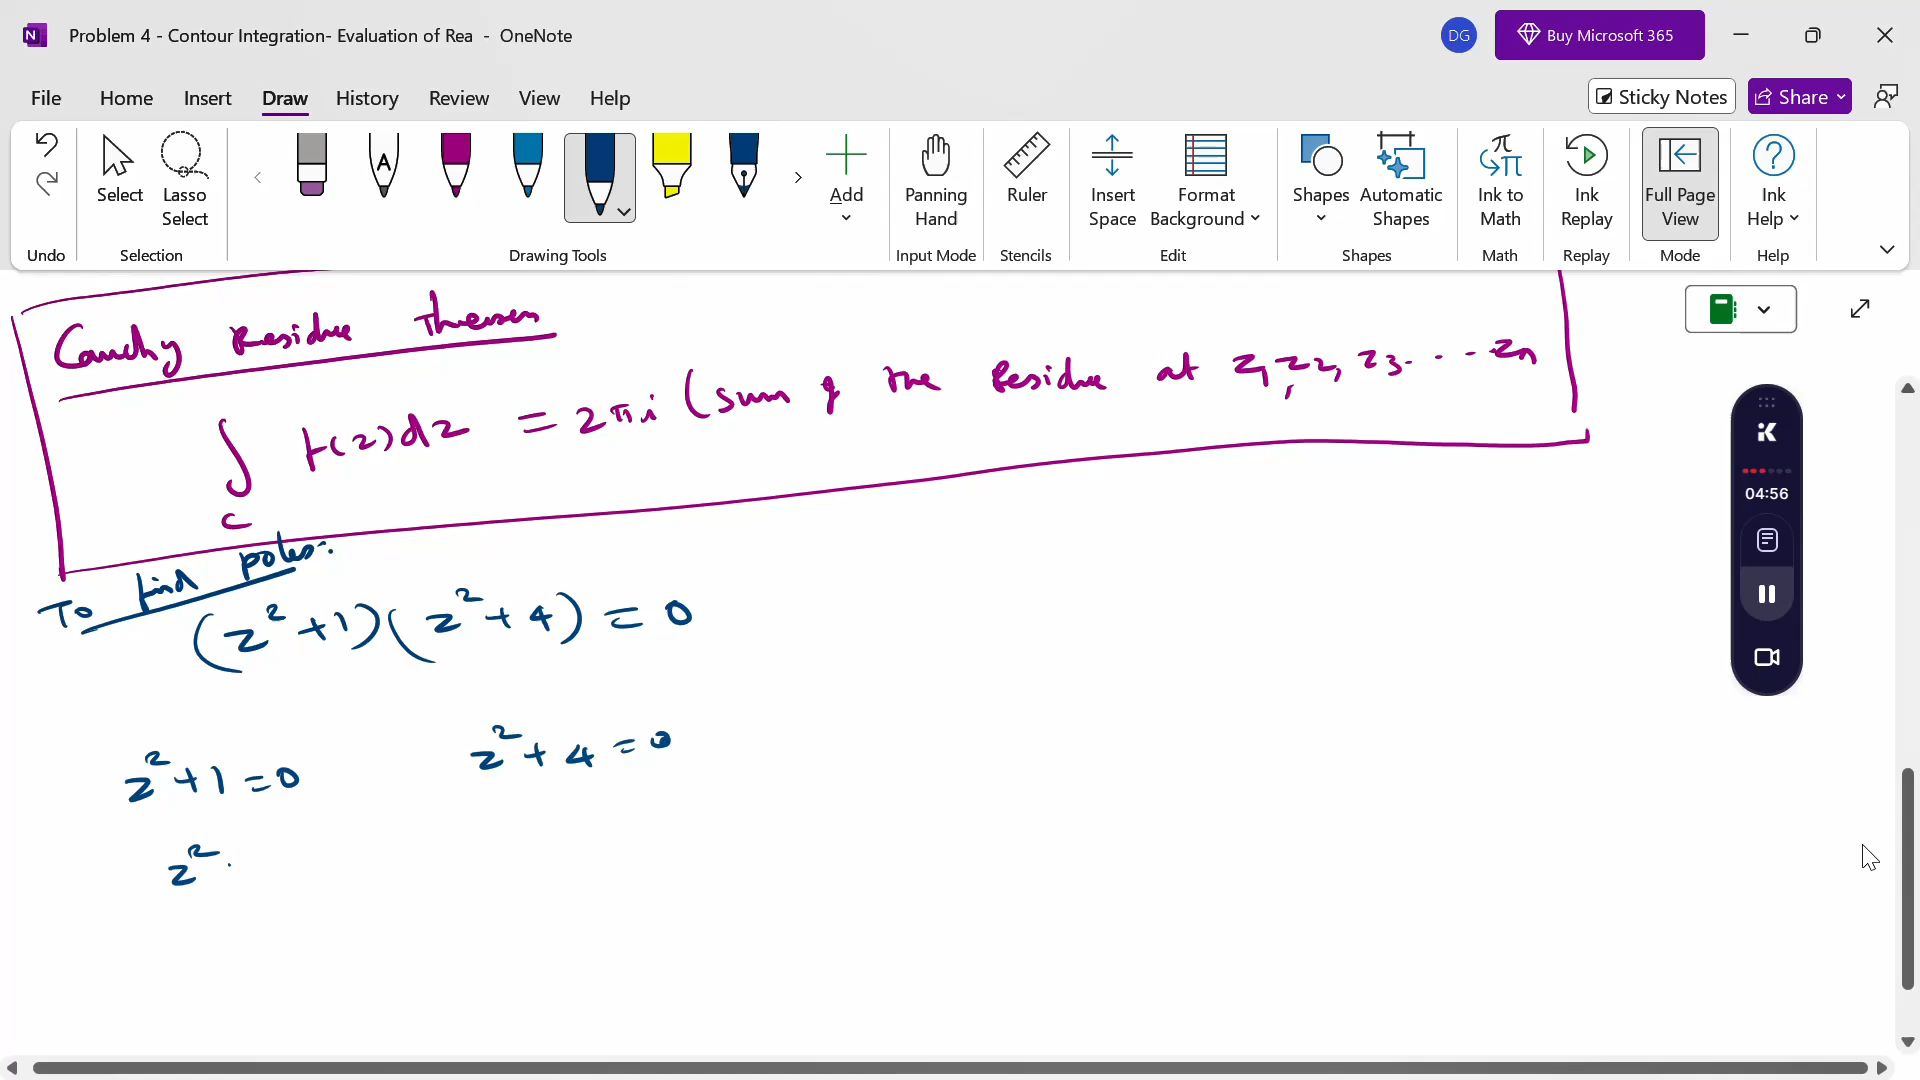 Problem 4 - Contour Integration- Evaluation of Rea - OneNote
DG
Buy Microsoft 365
File Home Insert Draw History Review View Help
Sticky Notes
Share
Select
Lasso Select
A
Add
Panning Hand
Ruler
Insert Space
Format Background
Shapes
Automatic Shapes
Ink to Math
Ink Replay
Full Page View
Ink Help
Undo Selection Drawing Tools Input Mode Stencils Edit Shapes Math Replay Mode Help
Cauchy Residue Theorem
∫ f(z)dz = 2πi (sum of the Residue at z1, z2, z3.....zn
C
04:56
To find poles:
(z² + 1)(z² + 4) = 0
z² + 1 = 0 z² + 4 = 0
z²